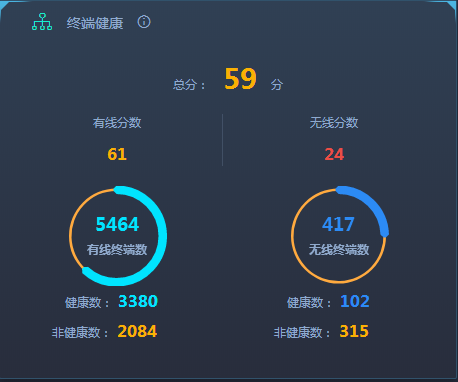 终端健康
总分： 59 分
有线分数 无线分数
61 24
5464 417
有线终端数 无线终端数
健康数： 3380 健康数： 102
非健康数： 2084 非健康数： 315